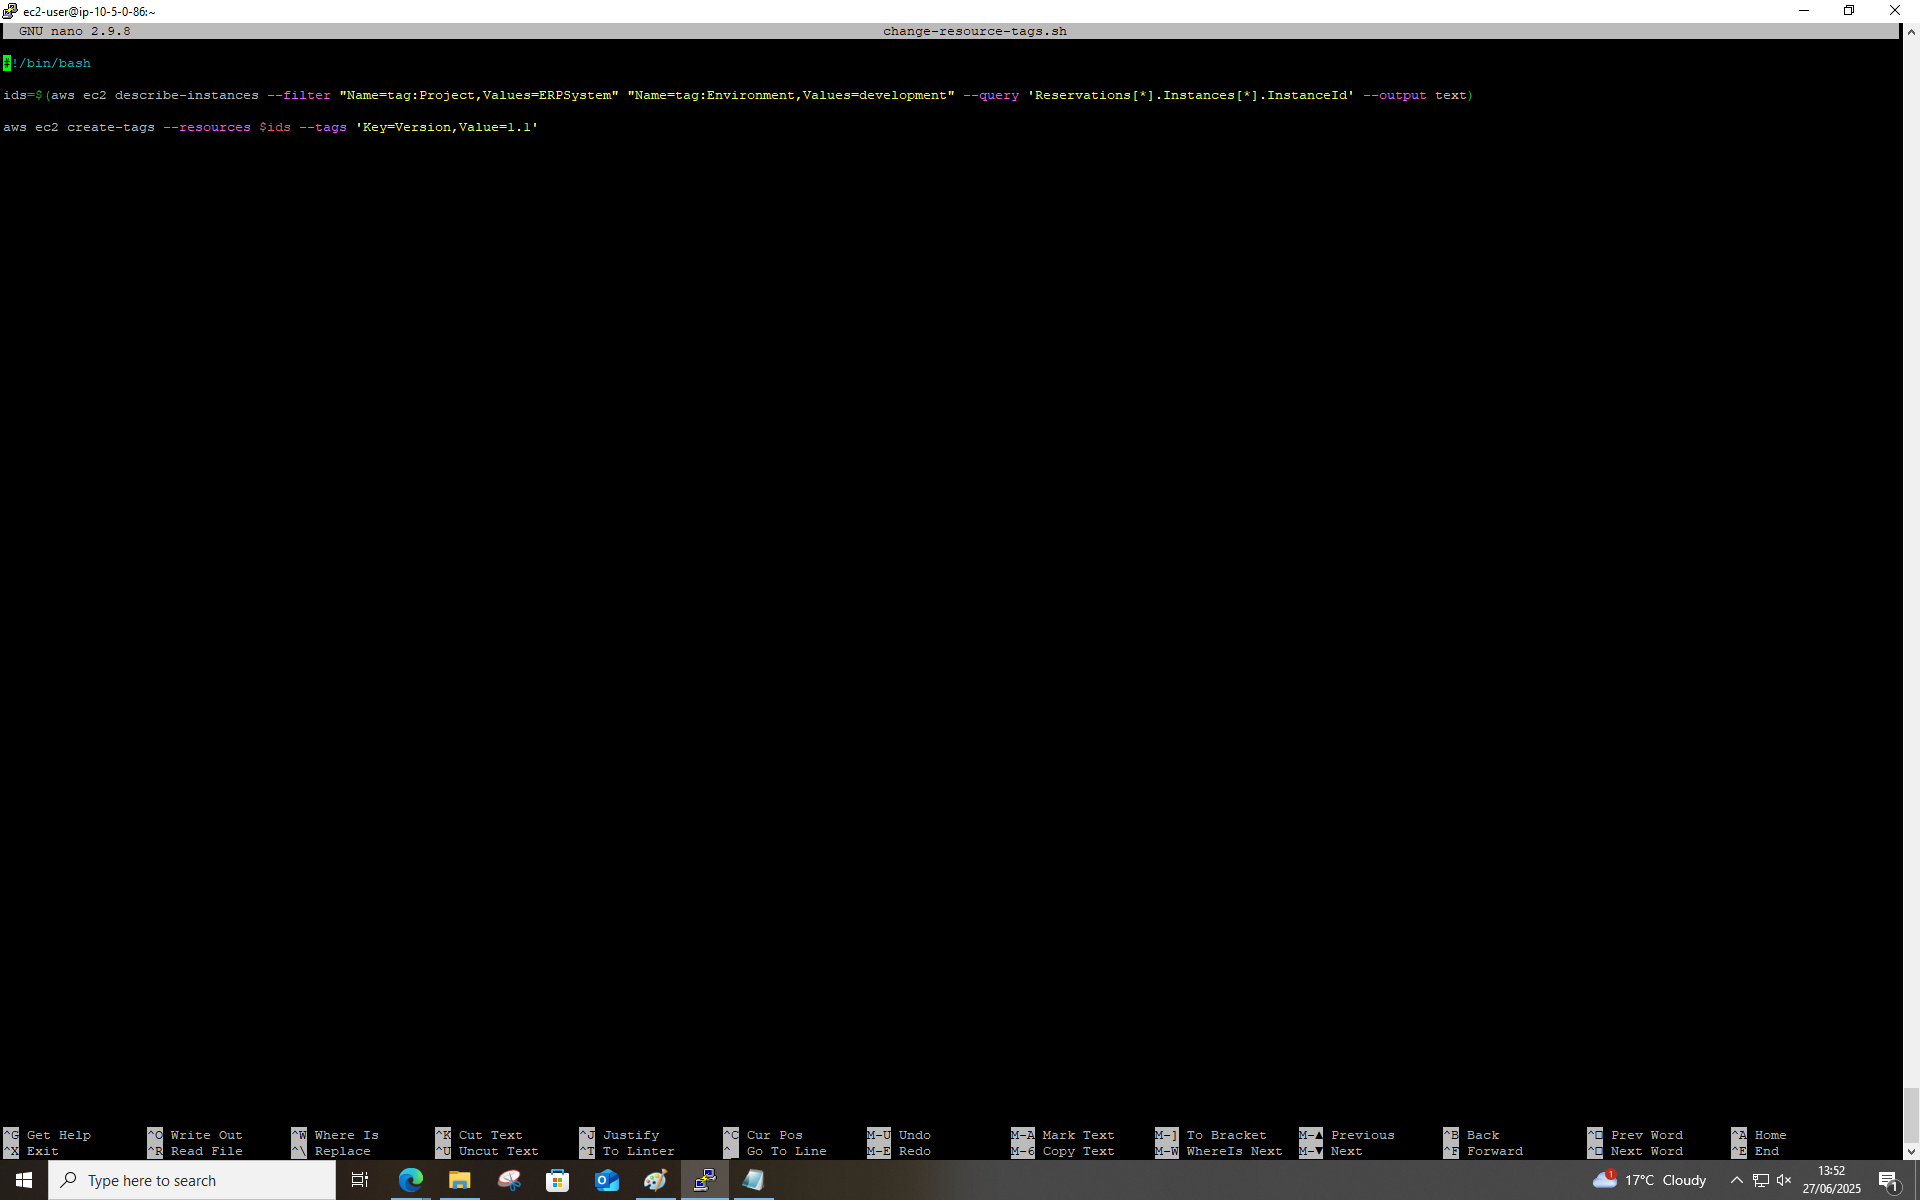 ec2-user@ip-10-5-0-86:~
GNU nano 2.9.8 change-resource-tags.sh
#!/bin/bash
ids=$(aws ec2 describe-instances --filter "Name=tag:Project,Values=ERPSystem" "Name=tag:Environment,Values=development" --query 'Reservations[*].Instances[*].InstanceId' --output text)
aws ec2 create-tags --resources $ids --tags 'Key=Version,Value=1.1'
^G Get Help ^O Write Out ^W Where Is ^K Cut Text ^J Justify ^C Cur Pos M-U Undo M-A Mark Text M-] To Bracket M-▲ Previous ^B Back ^□ Prev Word ^A Home
^X Exit ^R Read File ^\ Replace ^U Uncut Text ^T To Linter ^_ Go To Line M-E Redo M-6 Copy Text M-W WhereIs Next M-▼ Next ^F Forward ^□ Next Word ^E End
Type here to search 1 17°C Cloudy 13:52 1
27/06/2025